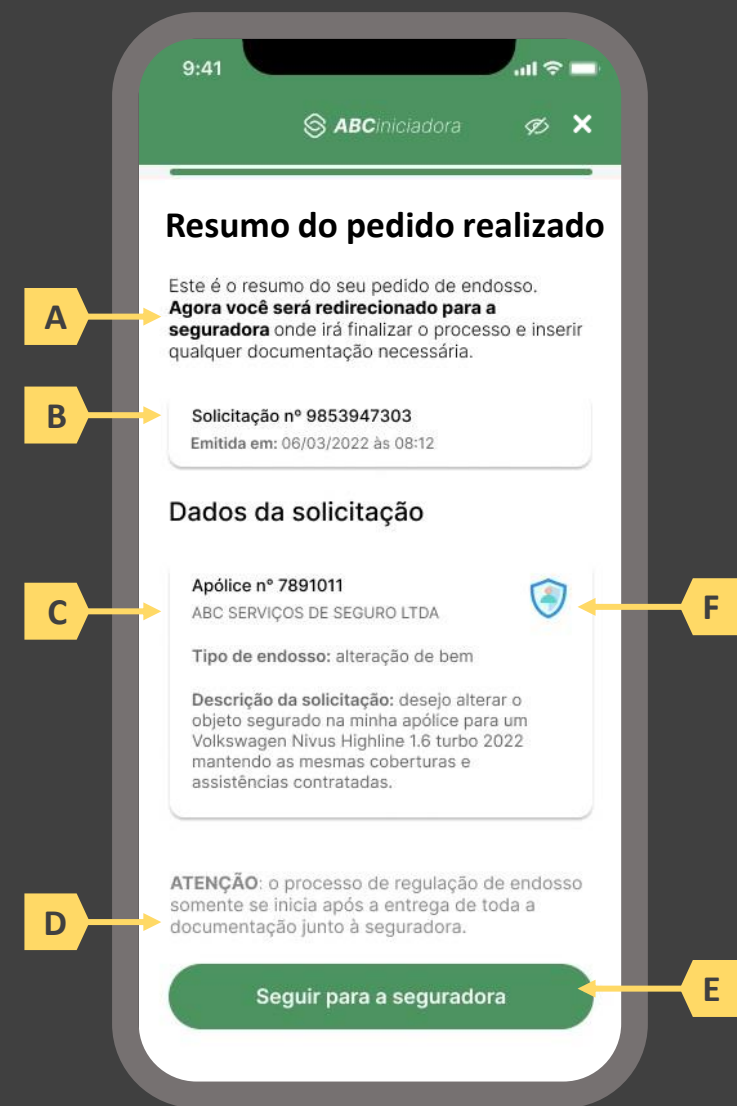 9:41
ABCiniciadora
Resumo do pedido realizado
Este é o resumo do seu pedido de endosso.
A
Agora você será redirecionado para a
seguradora onde irá finalizar o processo e inserir
qualquer documentação necessária.
B
Solicitação nº 9853947303
Emitida em: 06/03/2022 às 08:12
Dados da solicitação
Apólice n° 7891011
C
F
ABC SERVIÇOS DE SEGURO LTDA
Tipo de endosso: alteração de bem
Descrição da solicitação: desejo alterar o
objeto segurado na minha apólice para um
Volkswagen Nivus Highline 1.6 turbo 2022
mantendo as mesmas coberturas e
assistências contratadas.
ATENÇÃO: o processo de regulação de endosso
somente se inicia após a entrega de toda a
D
documentação junto à seguradora.
Seguir para a seguradora
E